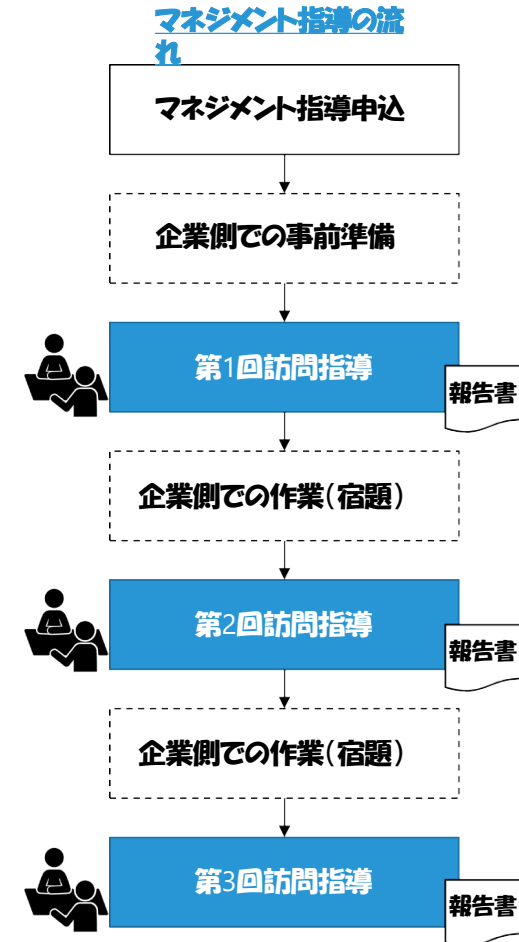 マネジメント指導の流
れ
マネジメント指導申込
企業側での事前準備
第1回訪問指導
報告書
企業側での作業(宿題)
第2回訪問指導
報告書
企業側での作業(宿題)
第3回訪問指導
報告書